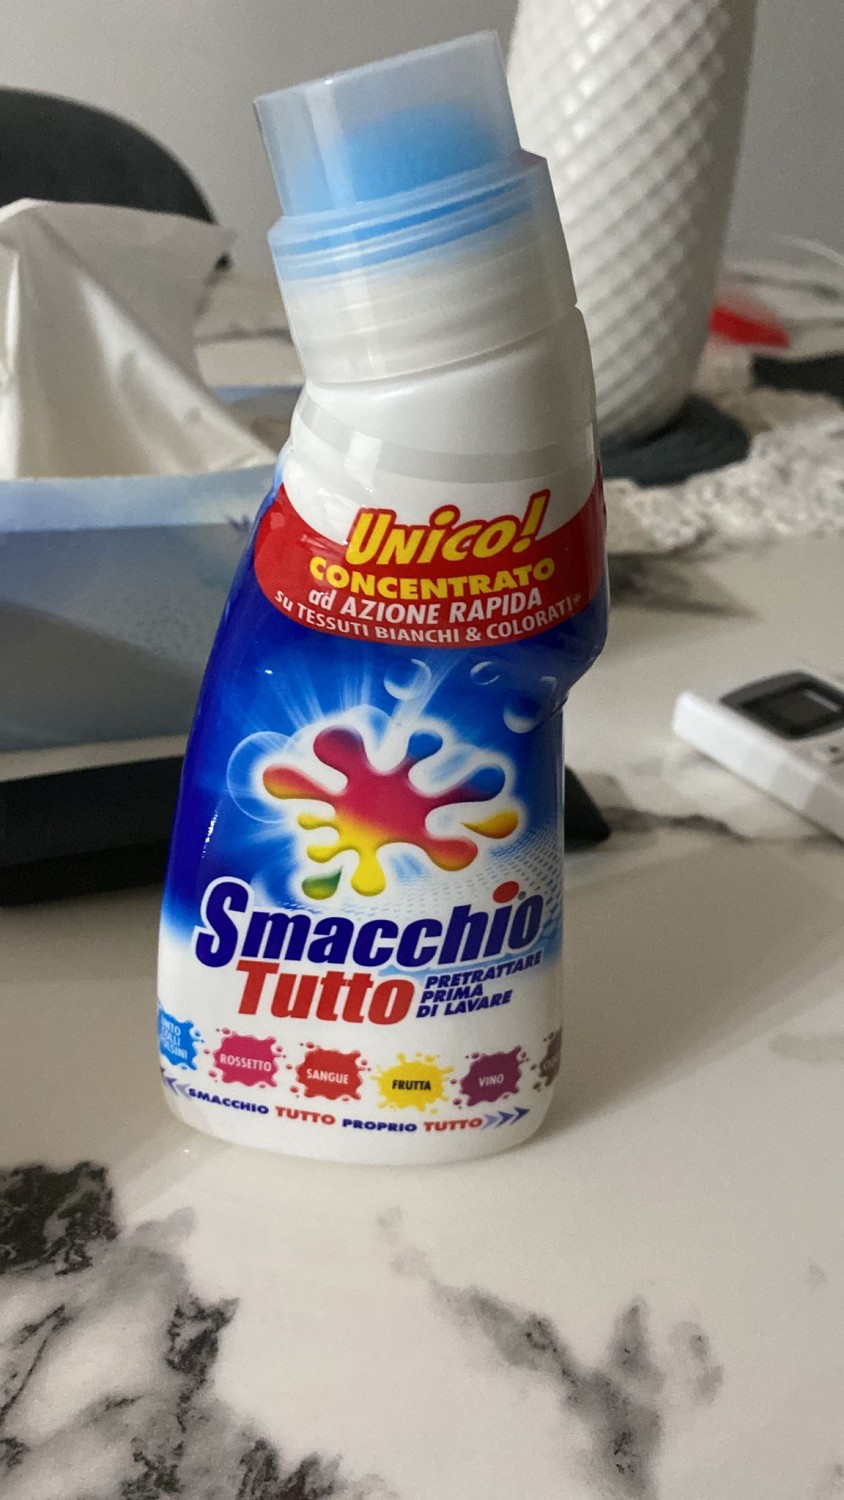 UNiCO!
CONCENTRATO
ad AZIONE RAPIDA
su TESSUTI BIANCHI & COLORATI*
Smacchio®
Tutto
PRETRATTARE
PRIMA
DI LAVARE
ROSSETTO
SANGUE
FRUTTA
VINO
SMACCHIO TUTTO PROPRIO TUTTO